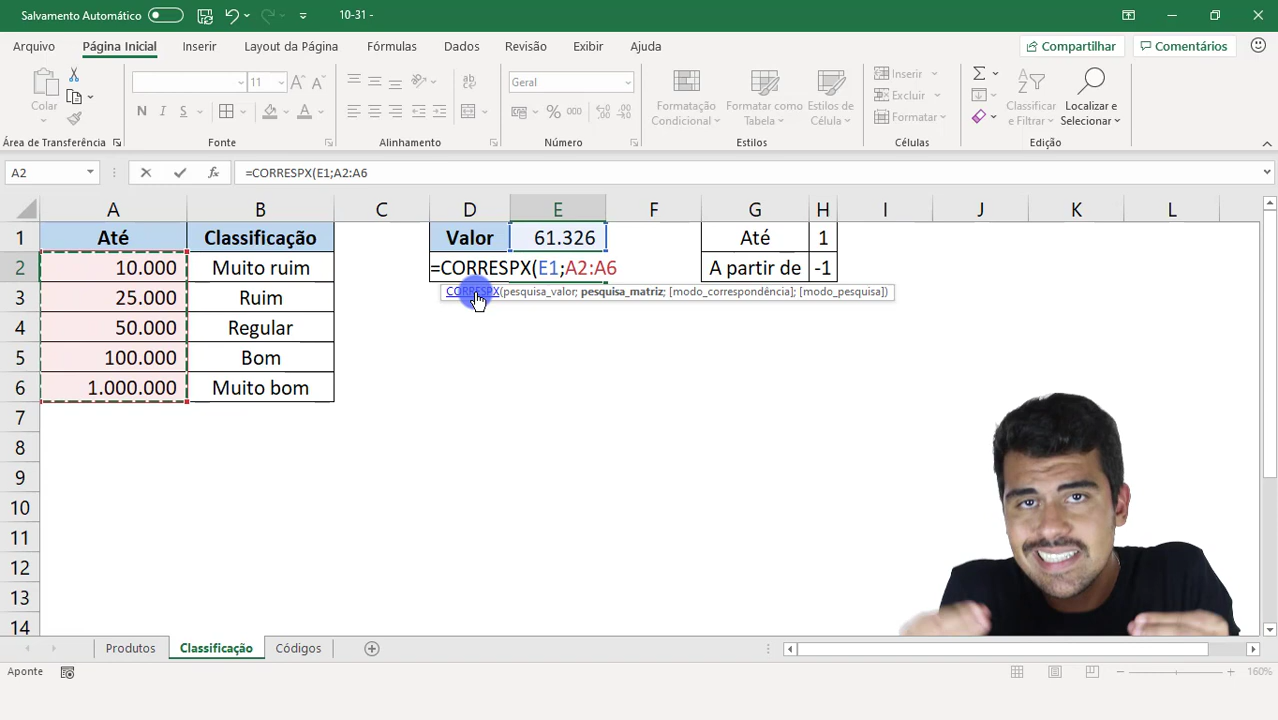 Salvamento Automático
10-31 -
Arquivo Página Inicial Inserir Layout da Página Fórmulas Dados Revisão Exibir Ajuda
Compartilhar Comentários
Colar
Área de Transferência
11
N I S
A A
Fonte
ab
Alinhamento
Geral
% 000
Número
Formatação Condicional
Formatar como Tabela
Estilos de Célula
Estilos
Inserir
Excluir
Formatar
Células
Classificar e Filtrar
Localizar e Selecionar
Edição
A2
fx
=CORRESPX(E1;A2:A6
A B C D E F G H I J K L
1 Até Classificação Valor 61.326 Até 1
2 10.000 Muito ruim =CORRESPX(E1;A2:A6 A partir de -1
CORRESPX(pesquisa_valor; pesquisa_matriz; [modo_correspondência]; [modo_pesquisa])
3 25.000 Ruim
4 50.000 Regular
5 100.000 Bom
6 1.000.000 Muito bom
7
8
9
10
11
12
13
14
Produtos Classificação Códigos
Aponte
160%